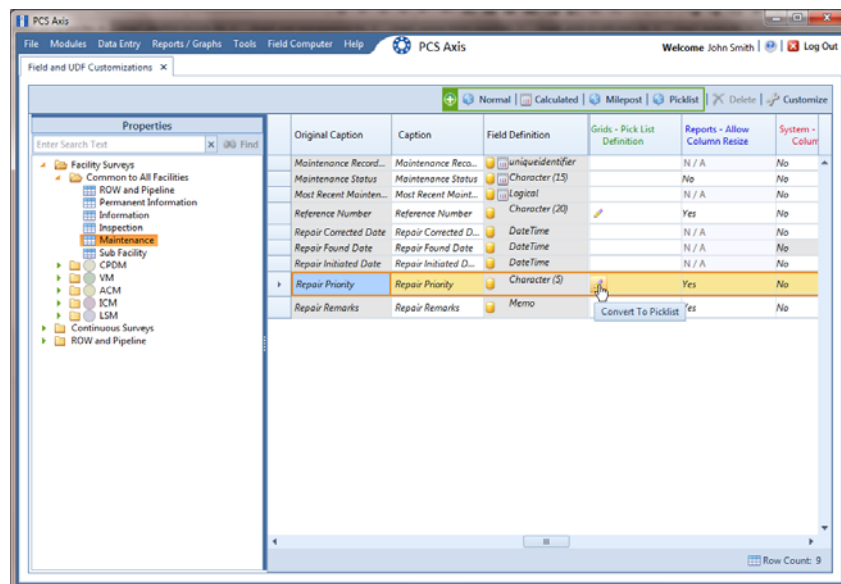 PCS Axis
File Modules Data Entry Reports / Graphs Tools Field Computer Help PCS Axis Welcome John Smith | | Log Out
Field and UDF Customizations x
Normal | Calculated | Milepost | Picklist | Delete | Customize
Properties
Enter Search Text x Find
Facility Surveys
Common to All Facilities
ROW and Pipeline
Permanent Information
Information
Inspection
Maintenance
Sub Facility
CPDM
VM
ACM
ICM
LSM
Continuous Surveys
ROW and Pipeline
Original Caption Caption Field Definition Grids - Pick List Definition Reports - Allow Column Resize System - Colum
Maintenance Record... Maintenance Reco... uniqueidentifier N / A No
Maintenance Status Maintenance Status Character (15) No No
Most Recent Mainten... Most Recent Maint... Logical N / A No
Reference Number Reference Number Character (20) Yes No
Repair Corrected Date Repair Corrected D... DateTime N / A No
Repair Found Date Repair Found Date DateTime N / A No
Repair Initiated Date Repair Initiated D... DateTime N / A No
Repair Priority Repair Priority Character (5) Yes No
Repair Remarks Repair Remarks Memo Yes No
Convert To Picklist
Row Count: 9